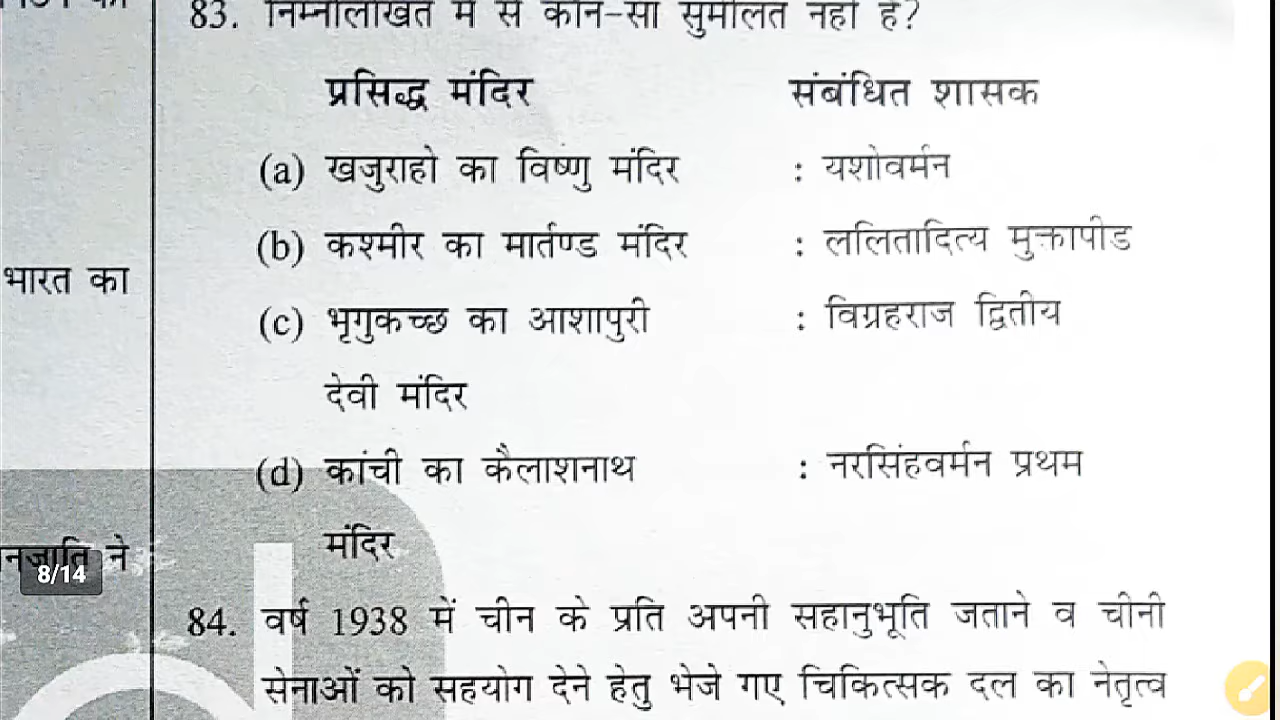 83. निम्नलिखित में से कौन-सा सुमेलित नहीं है?
प्रसिद्ध मंदिर संबंधित शासक
(a) खजुराहो का विष्णु मंदिर : यशोवर्मन
(b) कश्मीर का मार्तण्ड मंदिर : ललितादित्य मुक्तापीड
भारत का
(c) भृगुकच्छ का आशापुरी : विग्रहराज द्वितीय
देवी मंदिर
(d) कांची का कैलाशनाथ : नरसिंहवर्मन प्रथम
मंदिर
नजाति ने
8/14
84. वर्ष 1938 में चीन के प्रति अपनी सहानुभूति जताने व चीनी
सेनाओं को सहयोग देने हेतु भेजे गए चिकित्सक दल का नेतृत्व